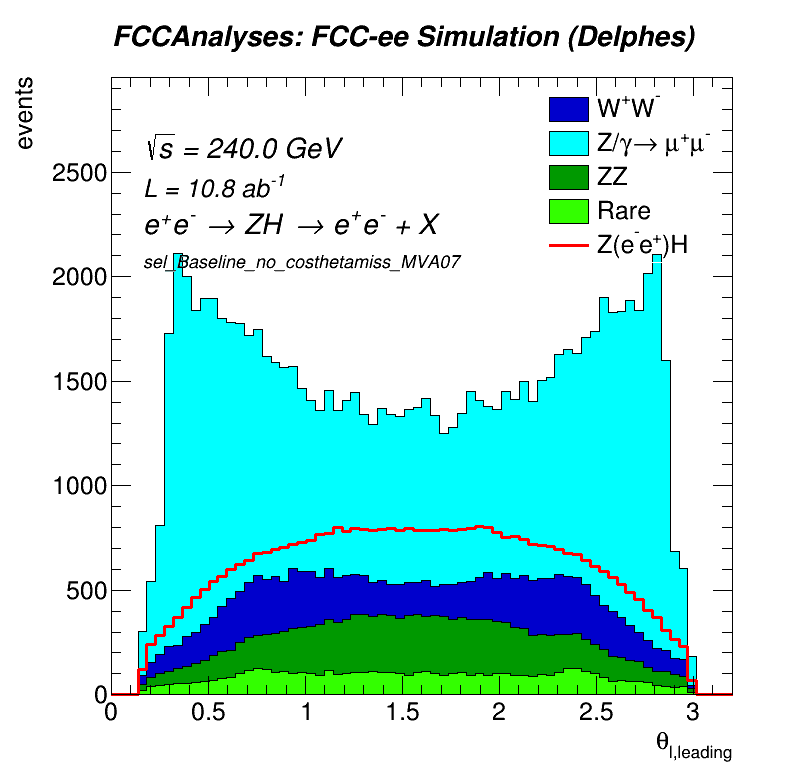 FCCAnalyses: FCC-ee Simulation (Delphes)
events
√s = 240.0 GeV
L = 10.8 ab⁻¹
e⁺e⁻ → ZH → e⁺e⁻ + X
sel_Baseline_no_costhetamiss_MVA07
W⁺W⁻
Z/γ→ μ⁺μ⁻
ZZ
Rare
Z(e⁻e⁺)H
2500
2000
1500
1000
500
0
0 0.5 1 1.5 2 2.5 3
θl,leading